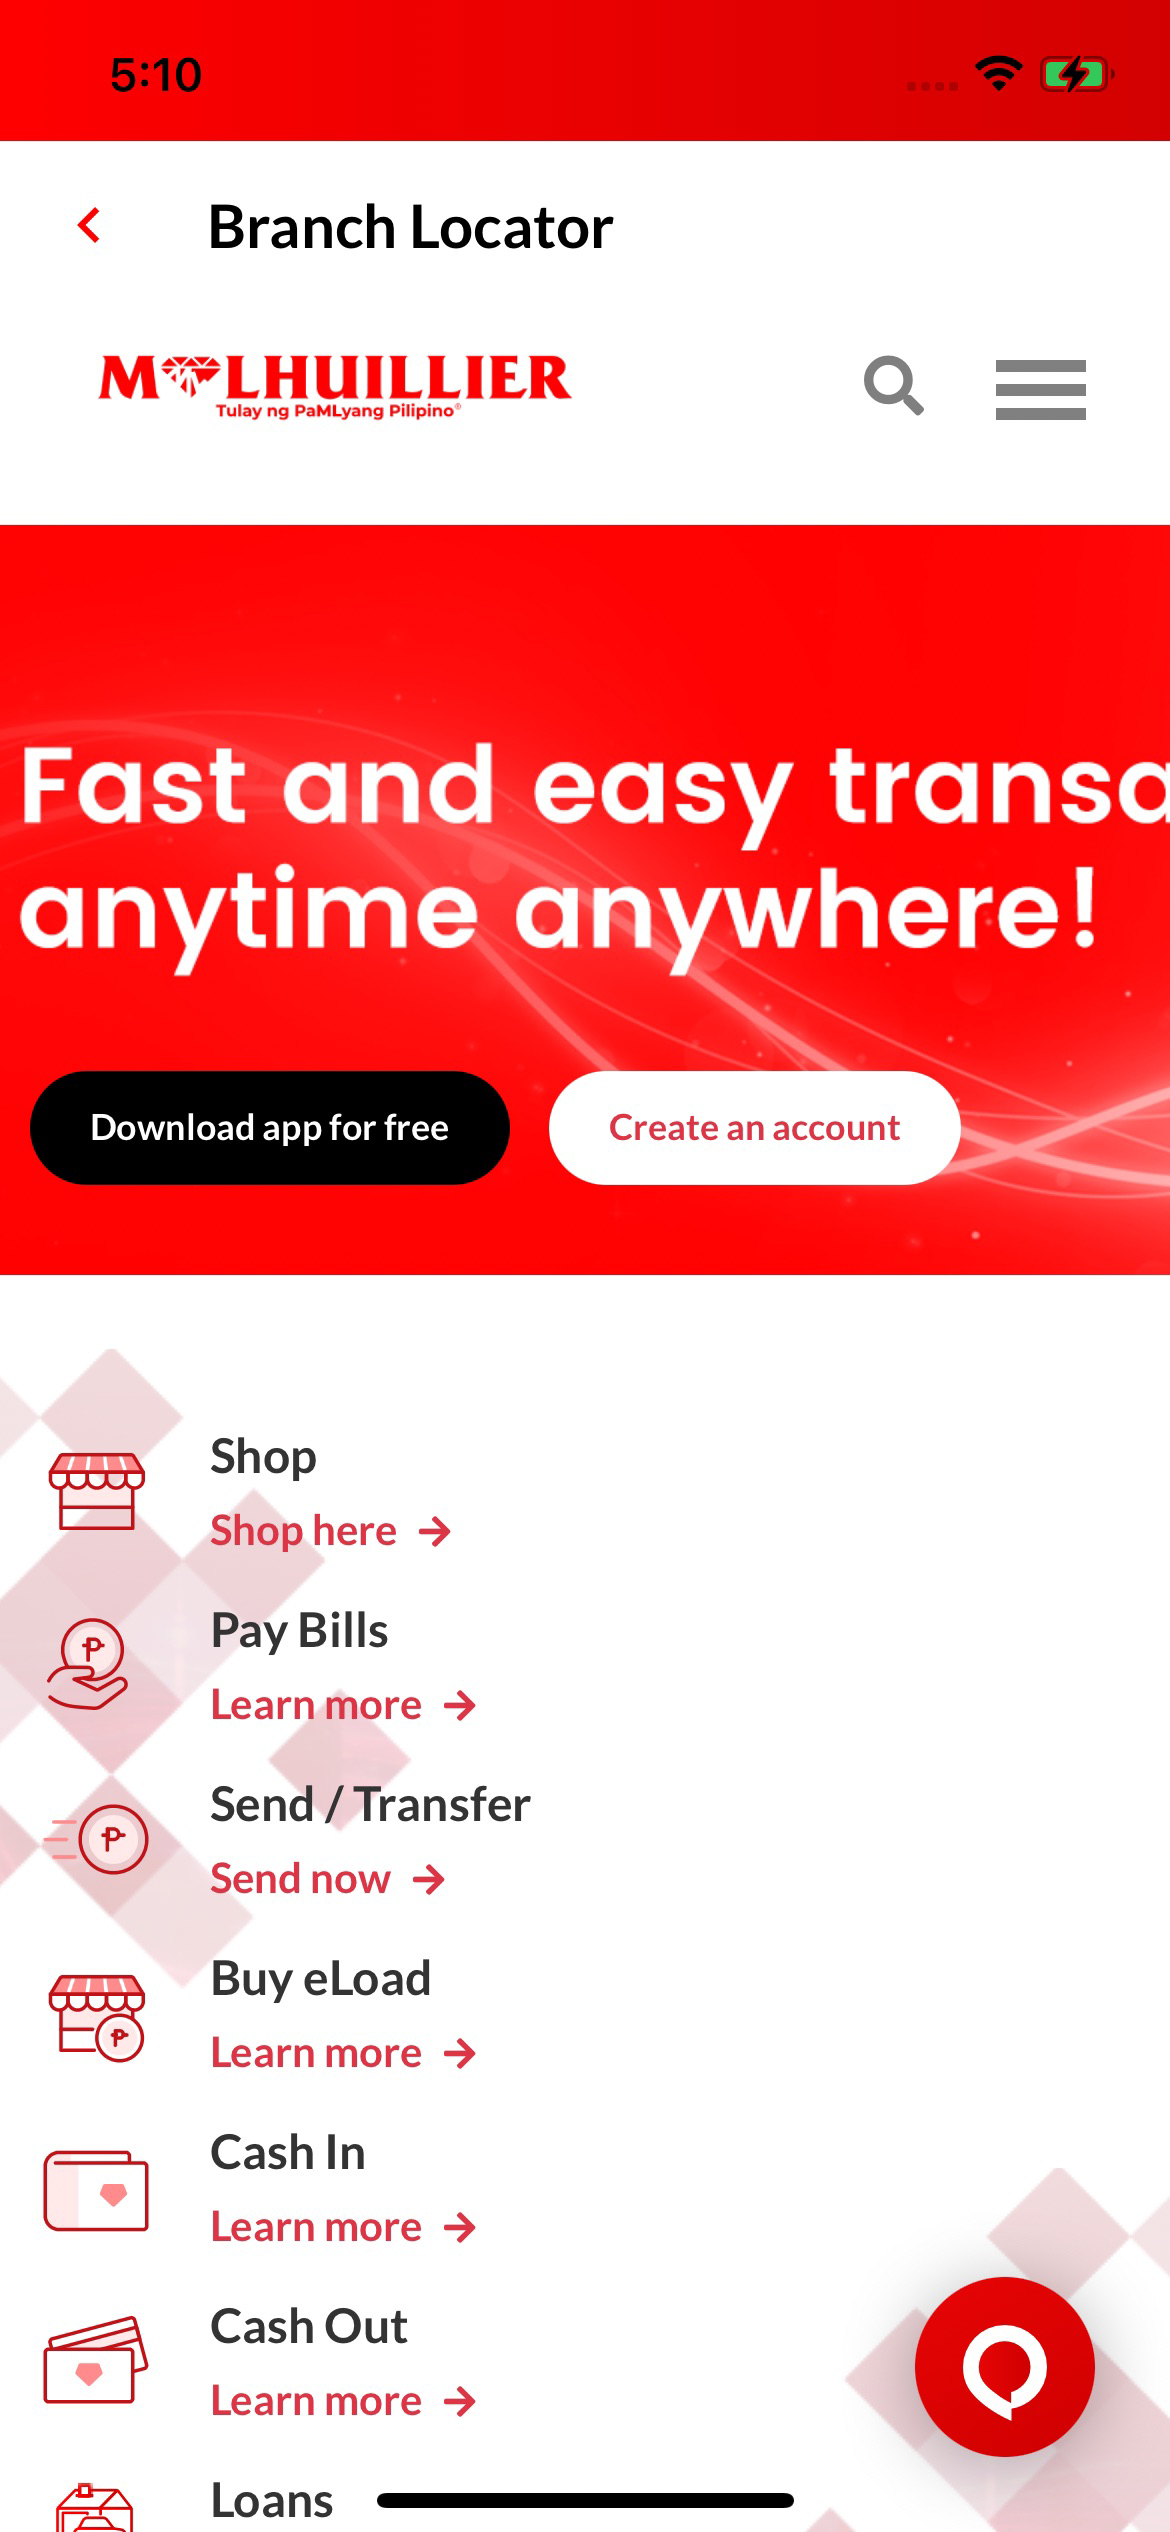 5:10
Branch Locator
M LHUILLIER
Tulay ng PaMLyang Pilipino®
Fast and easy transa
anytime anywhere!
Download app for free
Create an account
Shop
Shop here →
Pay Bills
Learn more →
Send / Transfer
Send now →
Buy eLoad
Learn more →
Cash In
Learn more →
Cash Out
Learn more →
Loans